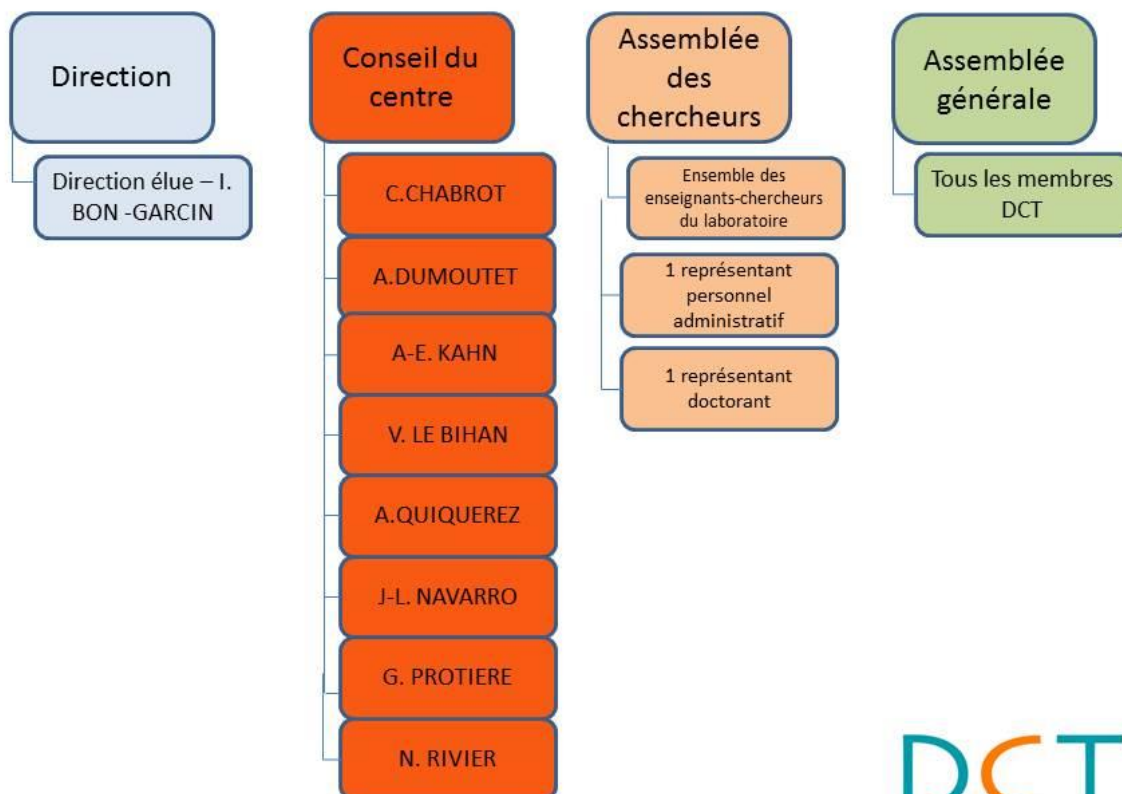 Direction
Direction élue – I.
BON -GARCIN
Conseil du
centre
C.CHABROT
A.DUMOUTET
A-E. KAHN
V. LE BIHAN
A.QUIQUEREZ
J-L. NAVARRO
G. PROTIERE
N. RIVIER
Assemblée
des
chercheurs
Ensemble des
enseignants-chercheurs
du laboratoire
1 représentant
personnel
administratif
1 représentant
doctorant
Assemblée
générale
Tous les membres
DCT
DCT